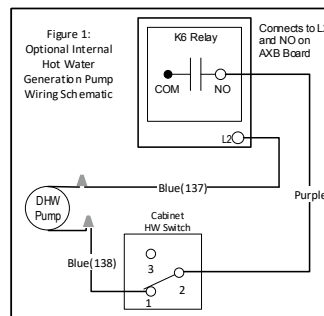 Figure 1:
Optional Internal
Hot Water
Generation Pump
Wiring Schematic
K6 Relay
COM
NO
L2
Connects to L2
and NO on
AXB Board
Blue(137)
Purple
DHW
Pump
Blue(138)
Cabinet
HW Switch
3
2
1